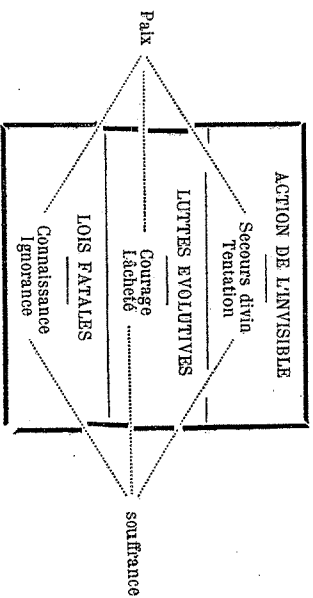 ACTION DE L'INVISIBLE
Secours divin
Tentation
LUTTES EVOLUTIVES
Paix
Courage
Lâcheté
souffrance
LOIS FATALES
Connaissance
Ignorance